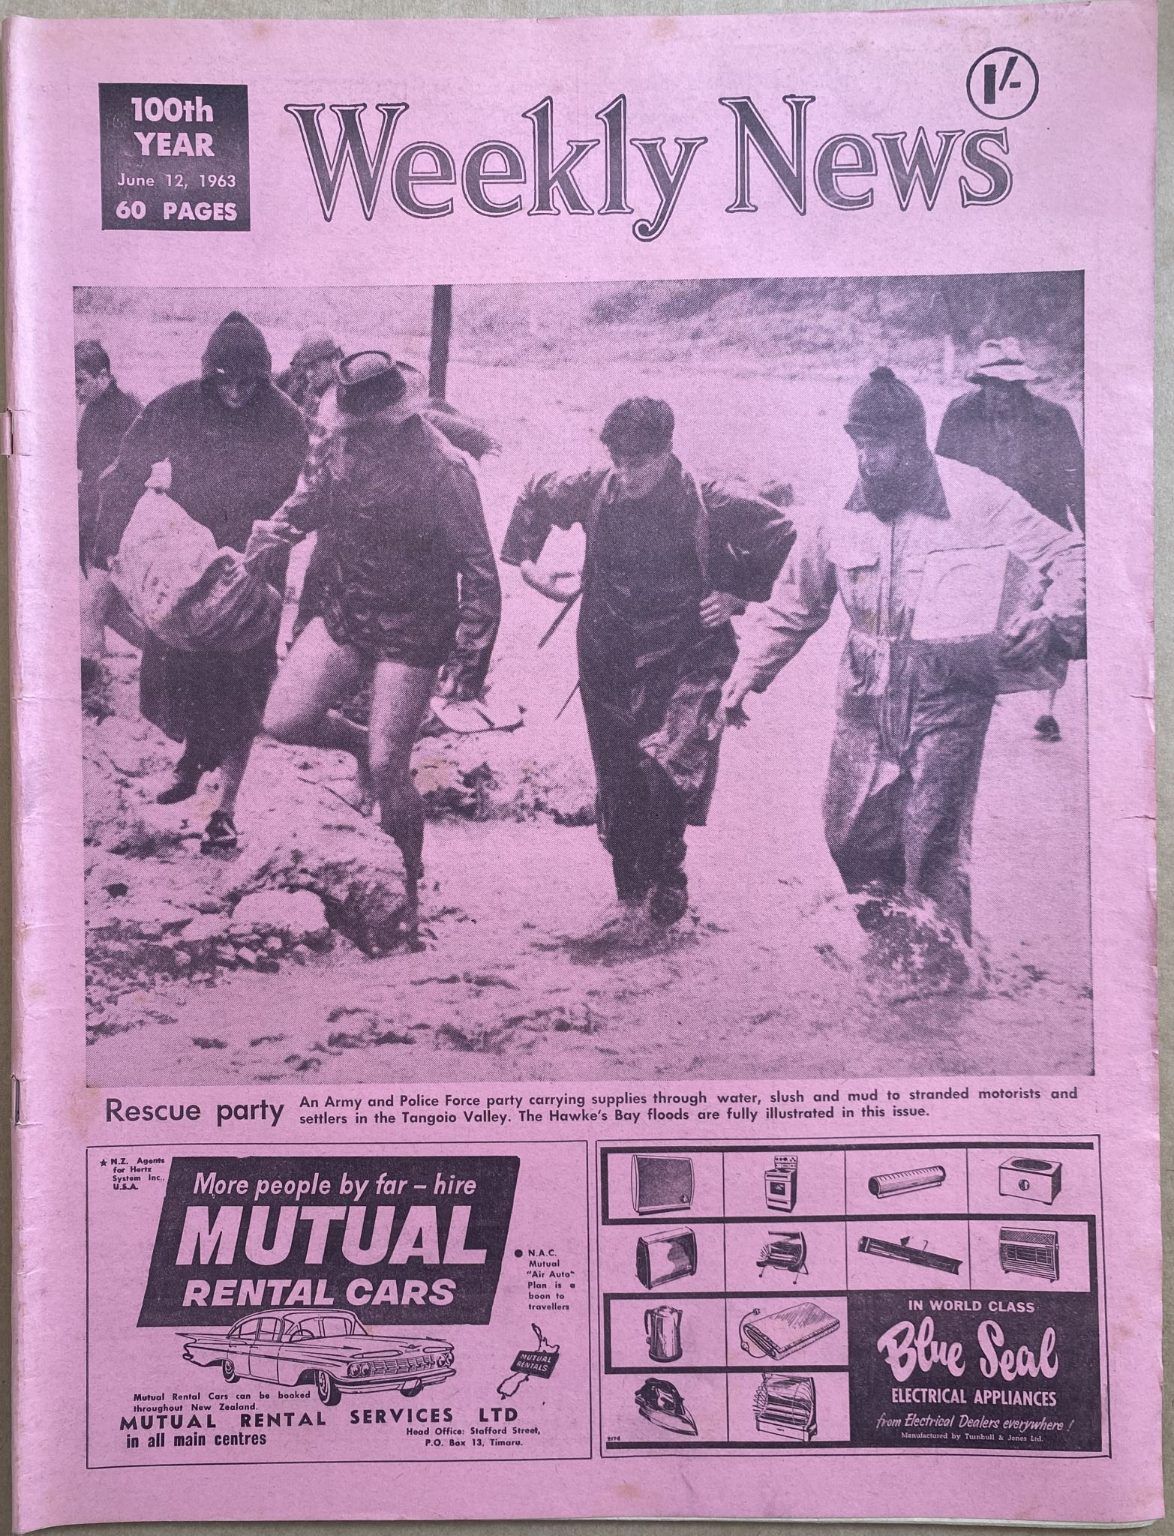 100th
YEAR
June 12, 1963
60 PAGES
Weekly News
1/-
Rescue party
An Army and Police Force party carrying supplies through water, slush and mud to stranded motorists and
settlers in the Tangoio Valley. The Hawke's Bay floods are fully illustrated in this issue.
★ N.Z. Agents
for Hertz
System Inc.,
U.S.A.
More people by far – hire
MUTUAL
RENTAL CARS
● N.A.C.
Mutual
"Air Auto"
Plan is a
boon to
travellers
MUTUAL
RENTALS
Mutual Rental Cars can be booked
throughout New Zealand.
MUTUAL RENTAL SERVICES LTD
in all main centres
Head Office: Stafford Street,
P.O. Box 13, Timaru.
IN WORLD CLASS
Blue Seal
ELECTRICAL APPLIANCES
from Electrical Dealers everywhere!
Manufactured by Turnbull & Jones Ltd.